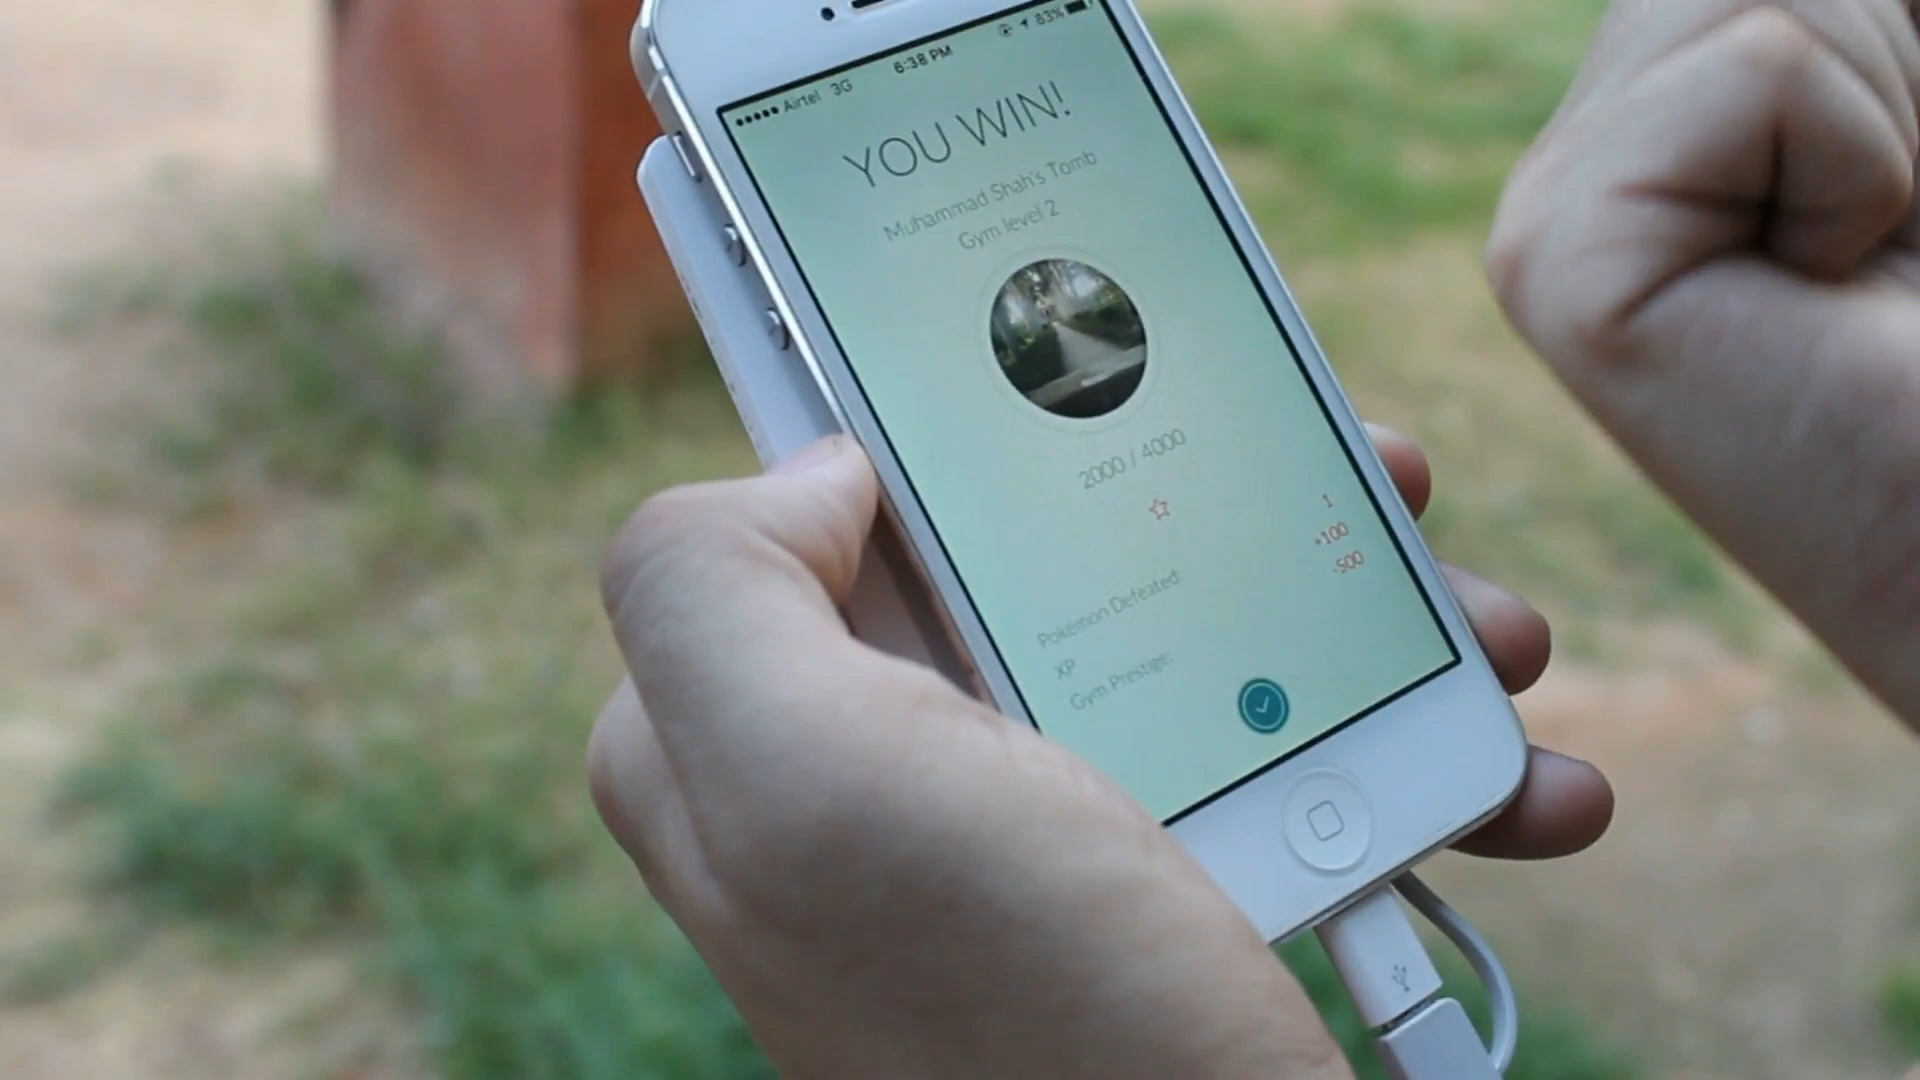 Airtel 3G 6:38 PM 83%
YOU WIN!
Muhammad Shah's Tomb
Gym level 2
2000 / 4000
Pokémon Defeated: 1
XP +100
Gym Prestige: -500